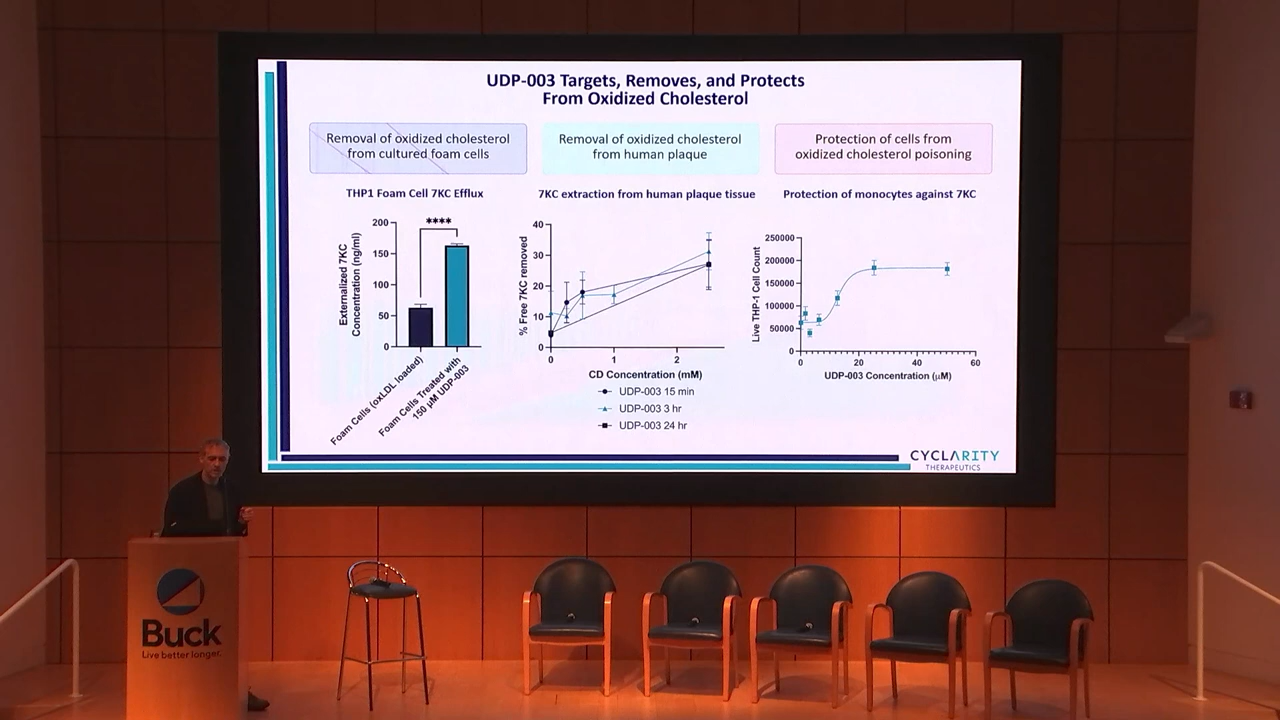 UDP-003 Targets, Removes, and Protects
From Oxidized Cholesterol
Removal of oxidized cholesterol
from cultured foam cells
Removal of oxidized cholesterol
from human plaque
Protection of cells from
oxidized cholesterol poisoning
THP1 Foam Cell 7KC Efflux
Externalized 7KC
Concentration (ng/ml)
200
150
100
50
0
****
Foam Cells (oxLDL loaded)
Foam Cells Treated with
150 µM UDP-003
7KC extraction from human plaque tissue
% Free 7KC removed
40
30
20
10
0
0 1 2
CD Concentration (mM)
UDP-003 15 min
UDP-003 3 hr
UDP-003 24 hr
Protection of monocytes against 7KC
Live THP-1 Cell Count
250000
200000
150000
100000
50000
0
0 20 40 60
UDP-003 Concentration (µM)
CYCLARITY
THERAPEUTICS
Buck
Live better longer.